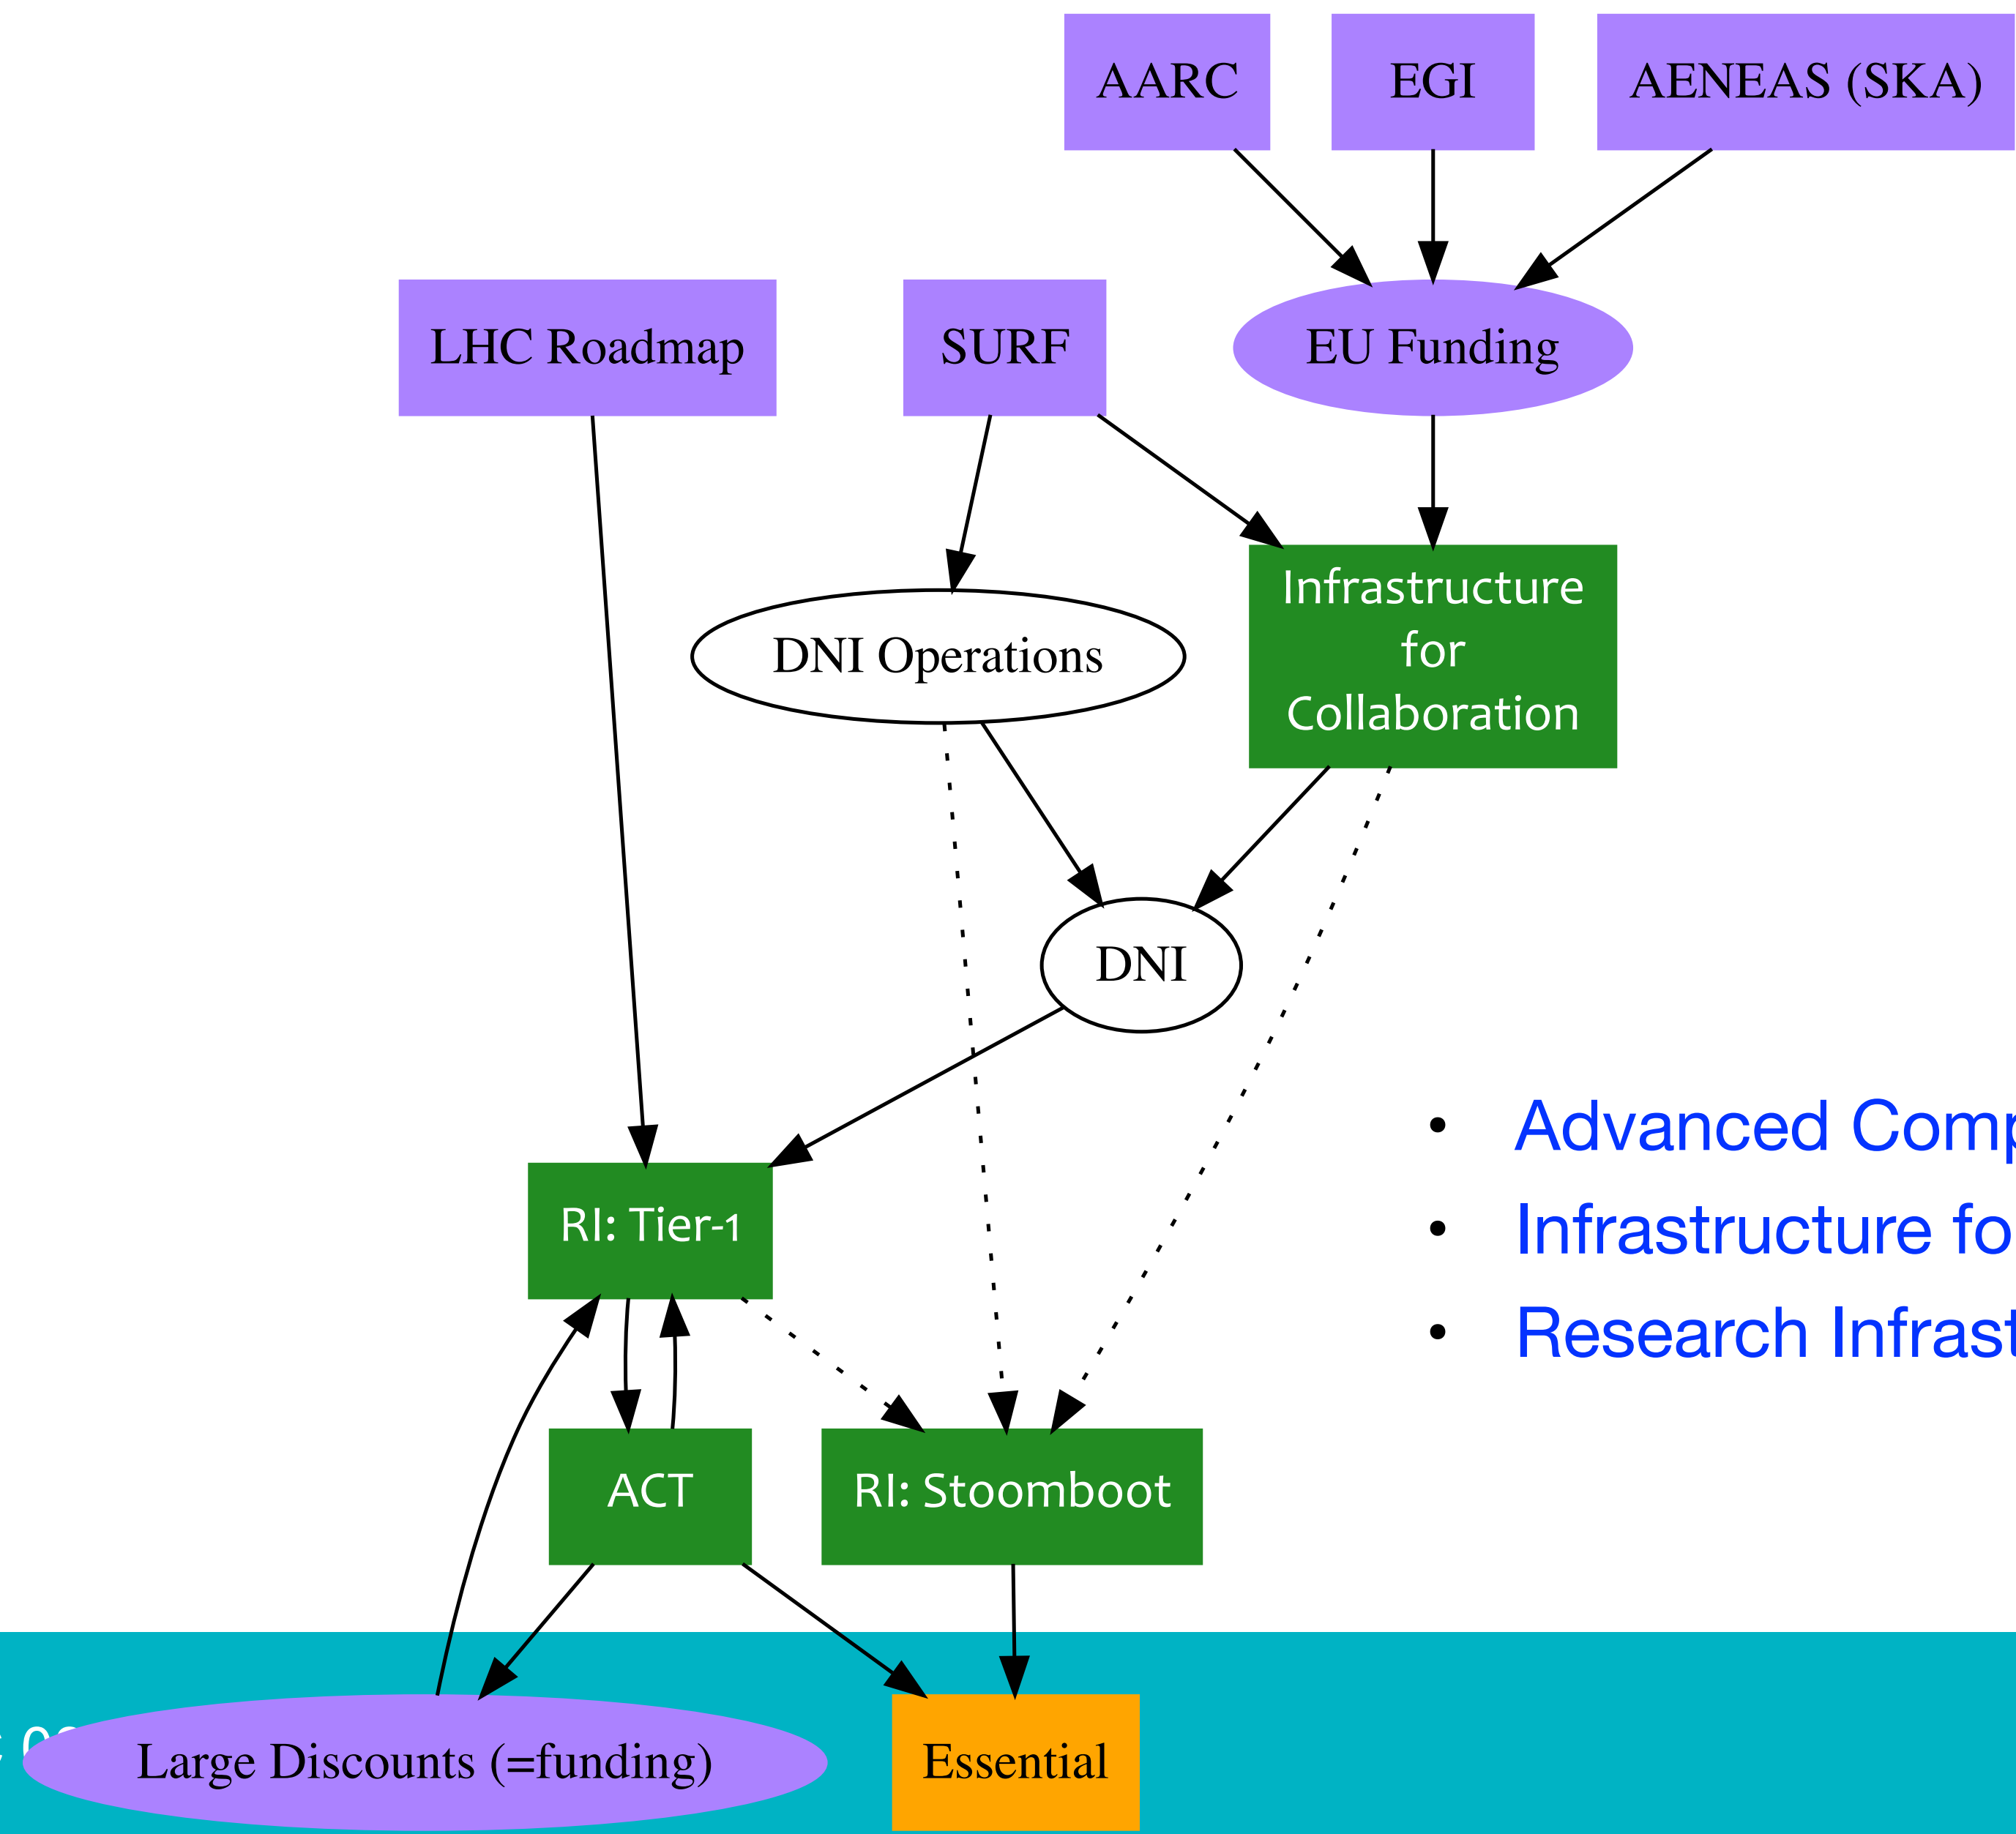 AARC
EGI
AENEAS (SKA)
LHC Roadmap
SURF
EU Funding
Infrastructure
for
Collaboration
DNI Operations
DNI
• Advanced Comp
• Infrastructure fo
• Research Infrast
RI: Tier-1
ACT
RI: Stoomboot
Large Discounts (=funding)
Essential